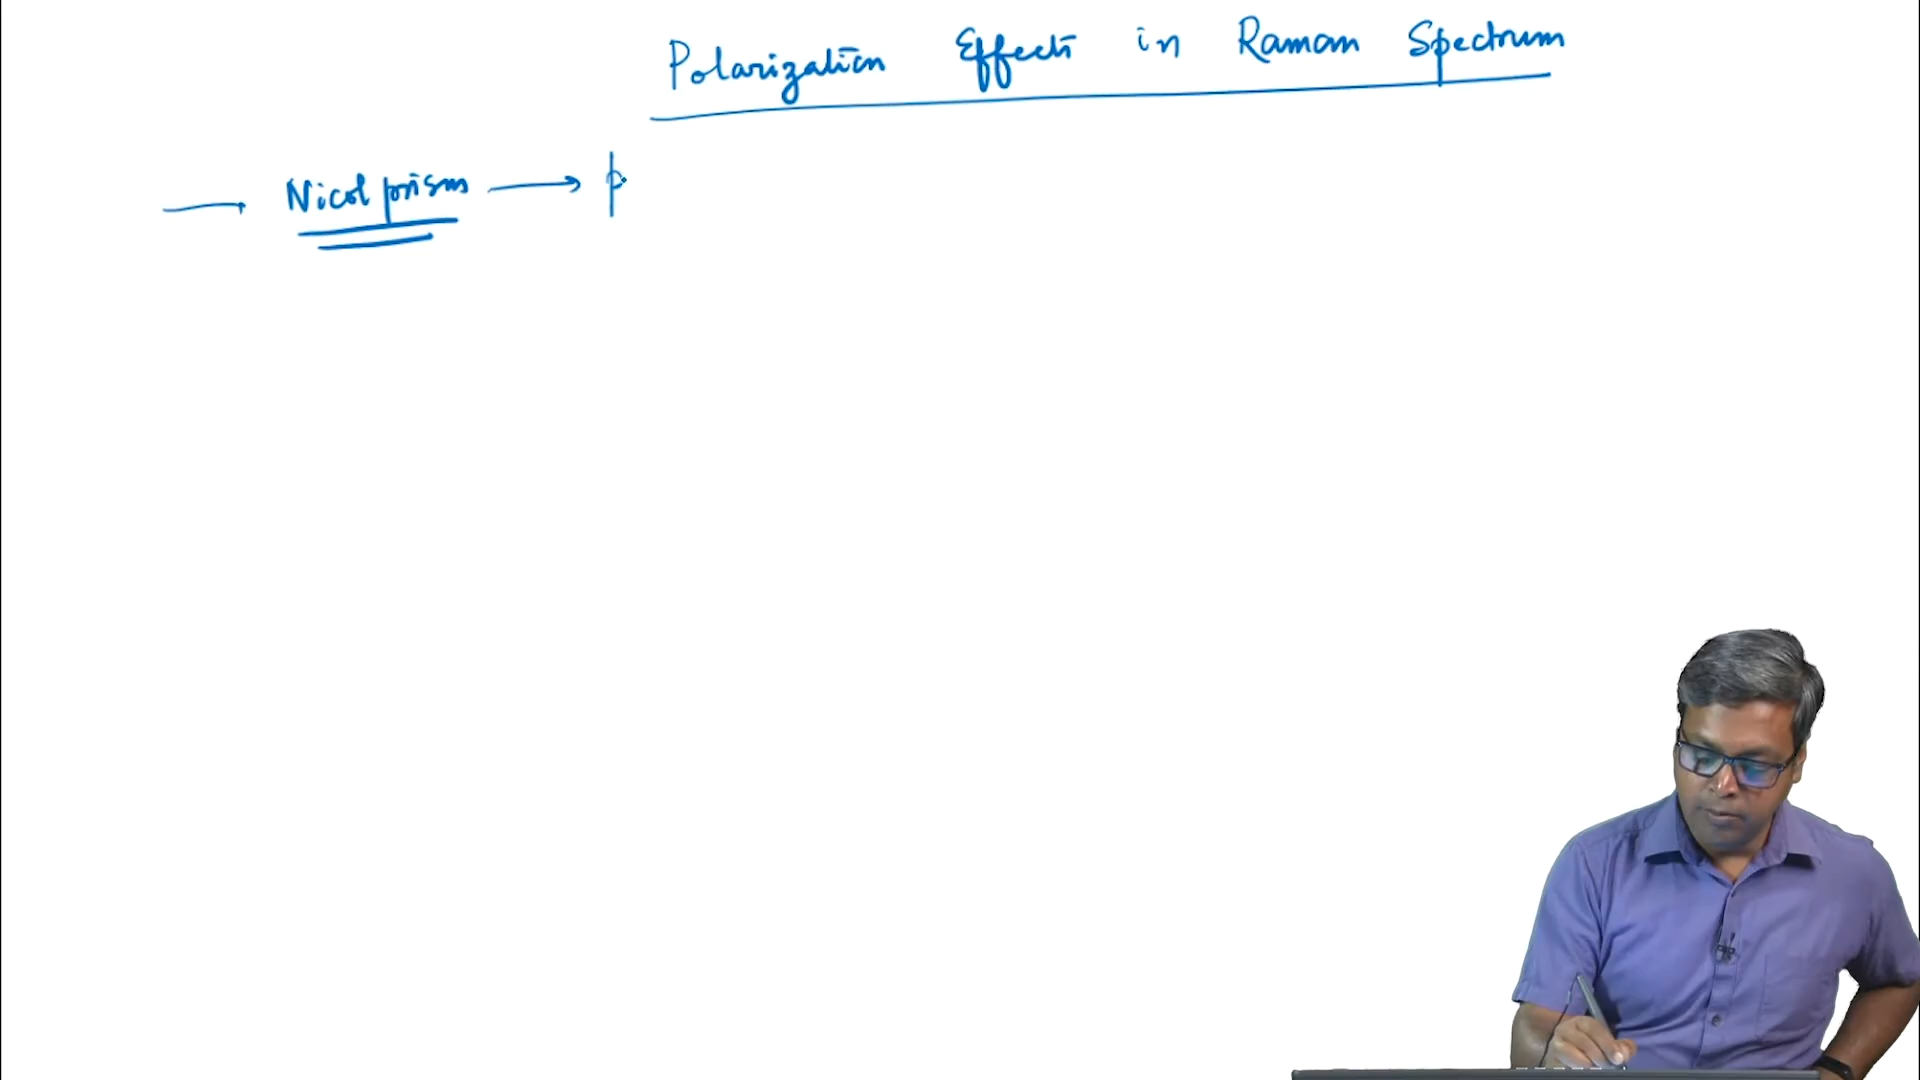 Polarization Effects in Raman Spectrum
→ Nicol prism → p